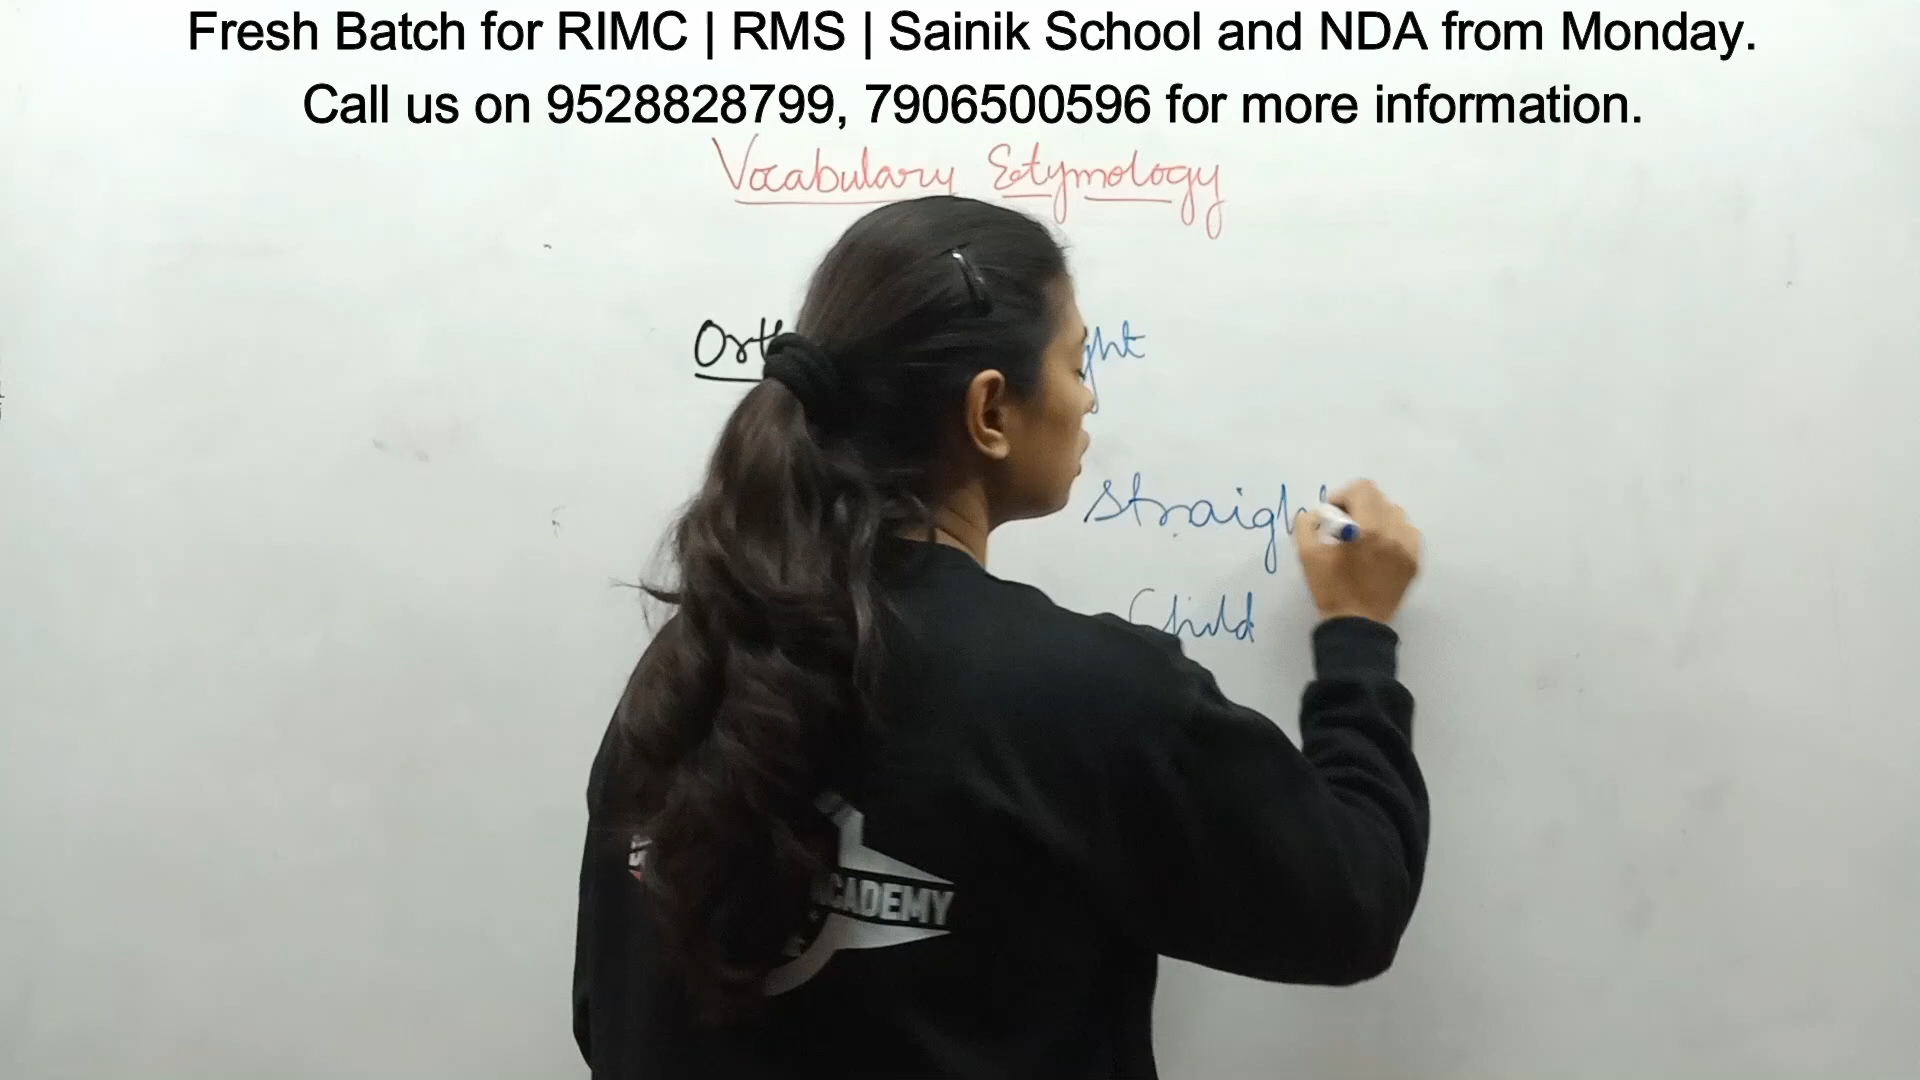 Fresh Batch for RIMC | RMS | Sainik School and NDA from Monday.
Call us on 9528828799, 7906500596 for more information.
Vocabulary Etymology
Straight
Child